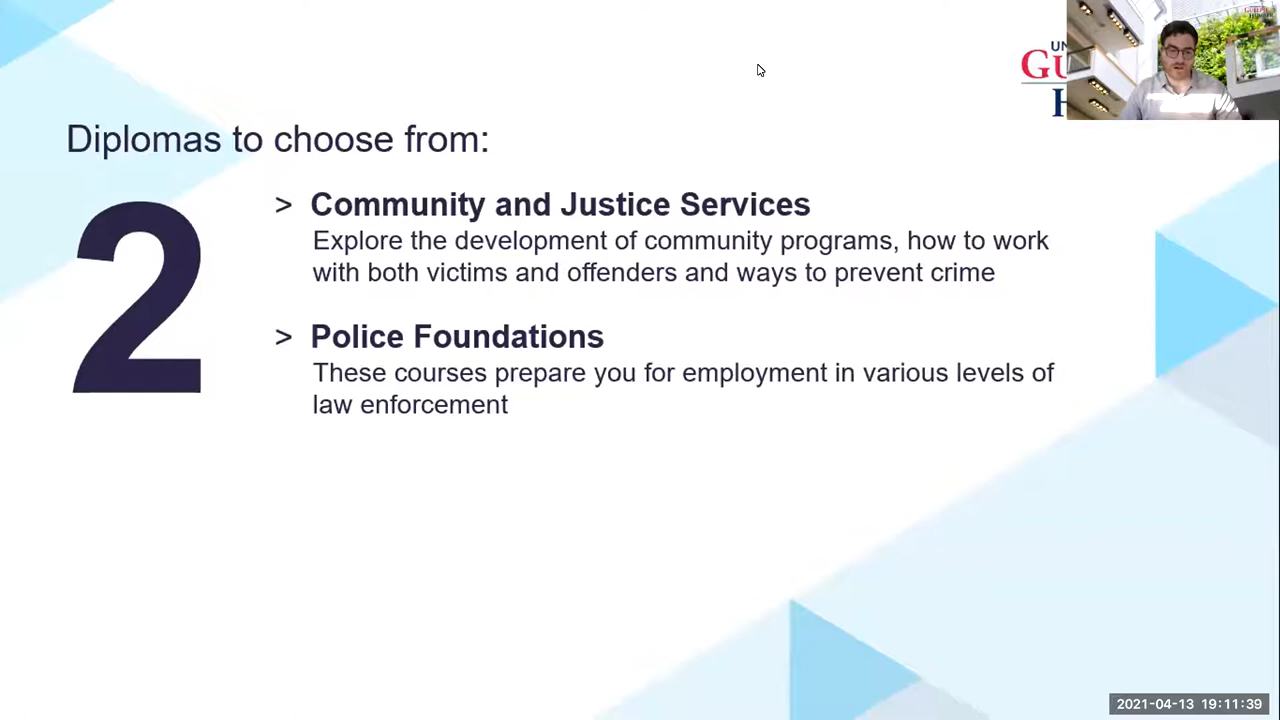 Diplomas to choose from:
2
> Community and Justice Services
Explore the development of community programs, how to work
with both victims and offenders and ways to prevent crime
> Police Foundations
These courses prepare you for employment in various levels of
law enforcement
2021-04-13 19:11:39